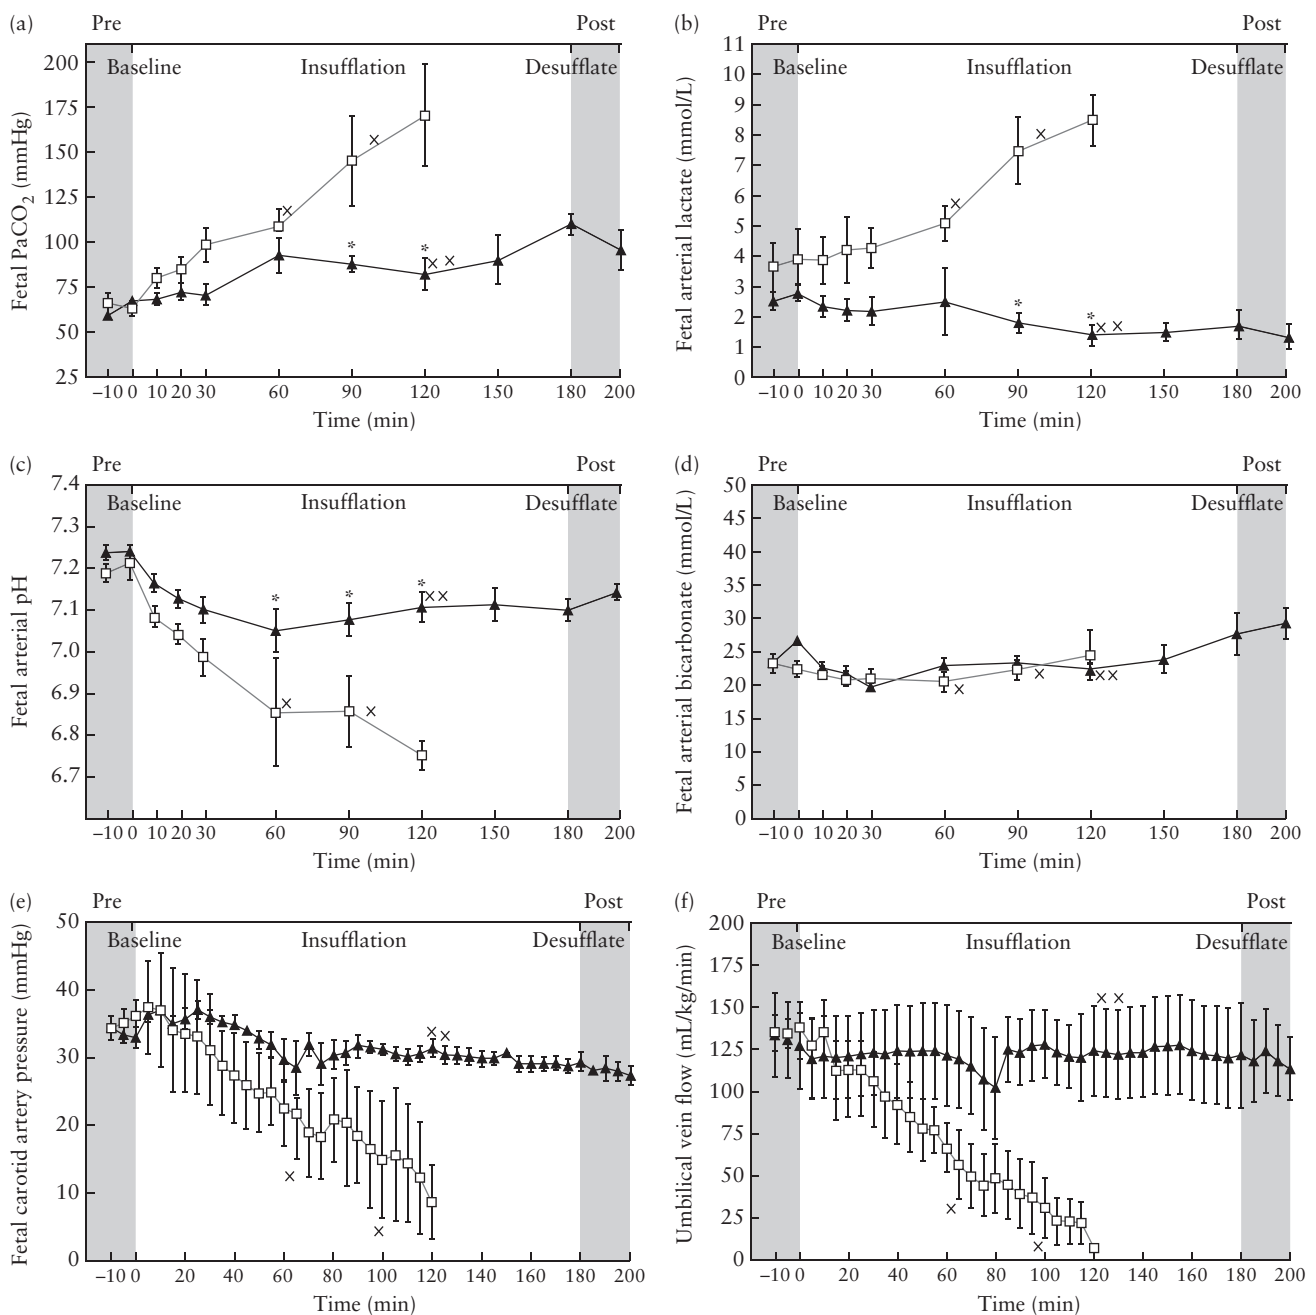 (a)
Pre
Post
Baseline
Insufflation
Desufflate
Fetal PaCO2 (mmHg)
200
175
150
125
100
75
50
25
−10 0 10 20 30 60 90 120 150 180 200
Time (min)
(b)
Pre
Post
Baseline
Insufflation
Desufflate
Fetal arterial lactate (mmol/L)
11
10
9
8
7
6
5
4
3
2
1
0
−10 0 10 20 30 60 90 120 150 180 200
Time (min)
(c)
Pre
Post
Baseline
Insufflation
Desufflate
Fetal arterial pH
7.4
7.3
7.2
7.1
7.0
6.9
6.8
6.7
−10 0 10 20 30 60 90 120 150 180 200
Time (min)
(d)
Pre
Post
Baseline
Insufflation
Desufflate
Fetal arterial bicarbonate (mmol/L)
50
45
40
35
30
25
20
15
10
5
0
−10 0 10 20 30 60 90 120 150 180 200
Time (min)
(e)
Pre
Post
Baseline
Insufflation
Desufflate
Fetal carotid artery pressure (mmHg)
50
40
30
20
10
0
−10 0 20 40 60 80 100 120 140 160 180 200
Time (min)
(f)
Pre
Post
Baseline
Insufflation
Desufflate
Umbilical vein flow (mL/kg/min)
200
175
150
125
100
75
50
25
0
−10 0 20 40 60 80 100 120 140 160 180 200
Time (min)